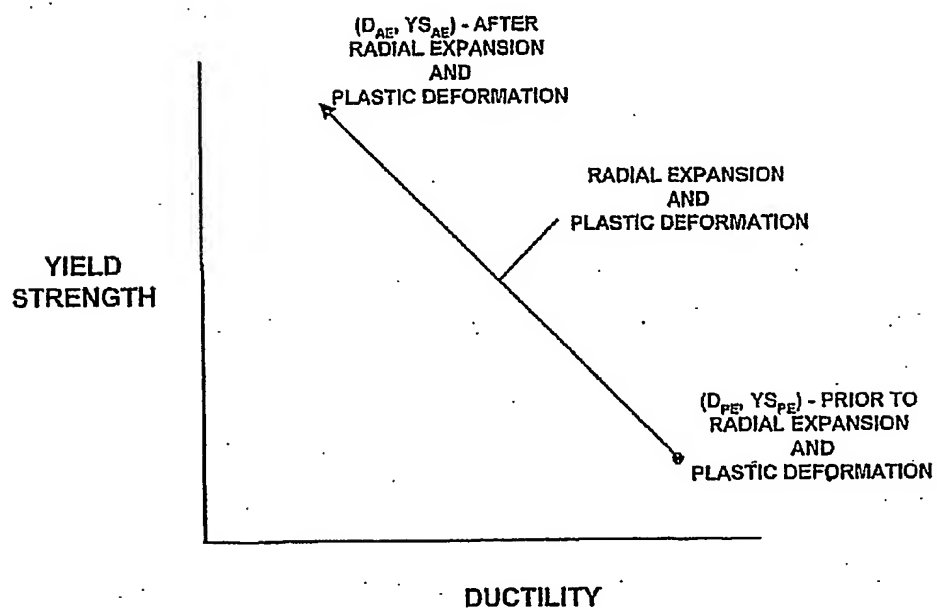 (D_AE, YS_AE) - AFTER
RADIAL EXPANSION
AND
PLASTIC DEFORMATION
RADIAL EXPANSION
AND
PLASTIC DEFORMATION
YIELD
STRENGTH
(D_PE, YS_PE) - PRIOR TO
RADIAL EXPANSION
AND
PLASTIC DEFORMATION
DUCTILITY